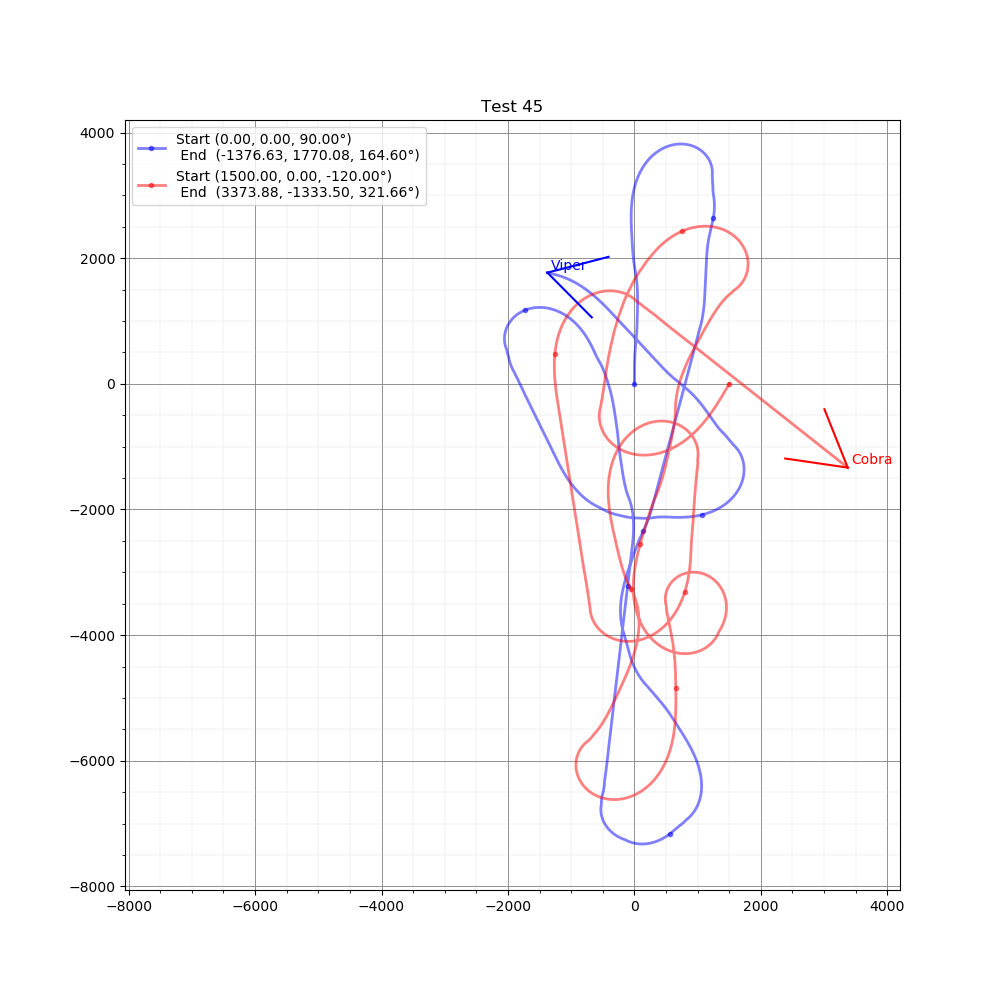 Test 45
Start (0.00, 0.00, 90.00°)
End  (-1376.63, 1770.08, 164.60°)
Start (1500.00, 0.00, -120.00°)
End  (3373.88, -1333.50, 321.66°)
4000
2000
0
−2000
−4000
−6000
−8000
Viper
Cobra
−8000 −6000 −4000 −2000 0 2000 4000